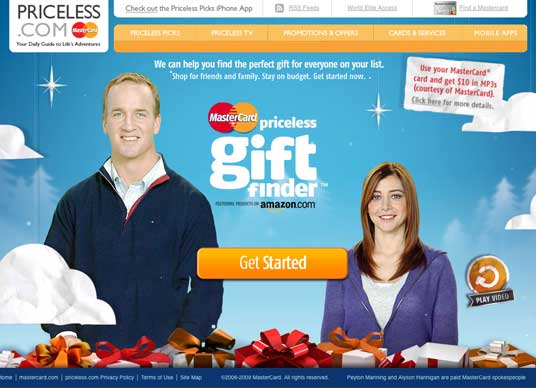 PRICELESS
.COM MasterCard
Your Daily Guide to Life's Adventures
Check out the Priceless Picks iPhone App
RSS Feeds
World Elite Access
Find a Mastercard
PRICELESS PICKS
PRICELESS TV
PROMOTIONS & OFFERS
CARDS & SERVICES
MOBILE APPS
We can help you find the perfect gift for everyone on your list.
Shop for friends and family. Stay on budget. Get started now.
Use your MasterCard®
card and get $10 in MP3s
(courtesy of MasterCard).
Click here for more details.
MasterCard priceless
gift
finder™
FEATURING PRODUCTS ON amazon.com
Get Started
PLAY VIDEO
Home | mastercard.com | priceless.com Privacy Policy | Terms of Use | Site Map
©2006-2009 MasterCard. All rights reserved.
Peyton Manning and Alyson Hannigan are paid MasterCard spokespeople